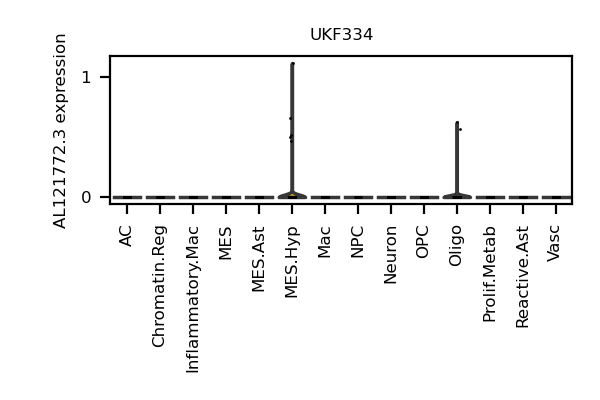 UKF334
AL121772.3 expression
1
0
AC
Chromatin.Reg
Inflammatory.Mac
MES
MES.Ast
MES.Hyp
Mac
NPC
Neuron
OPC
Oligo
Prolif.Metab
Reactive.Ast
Vasc